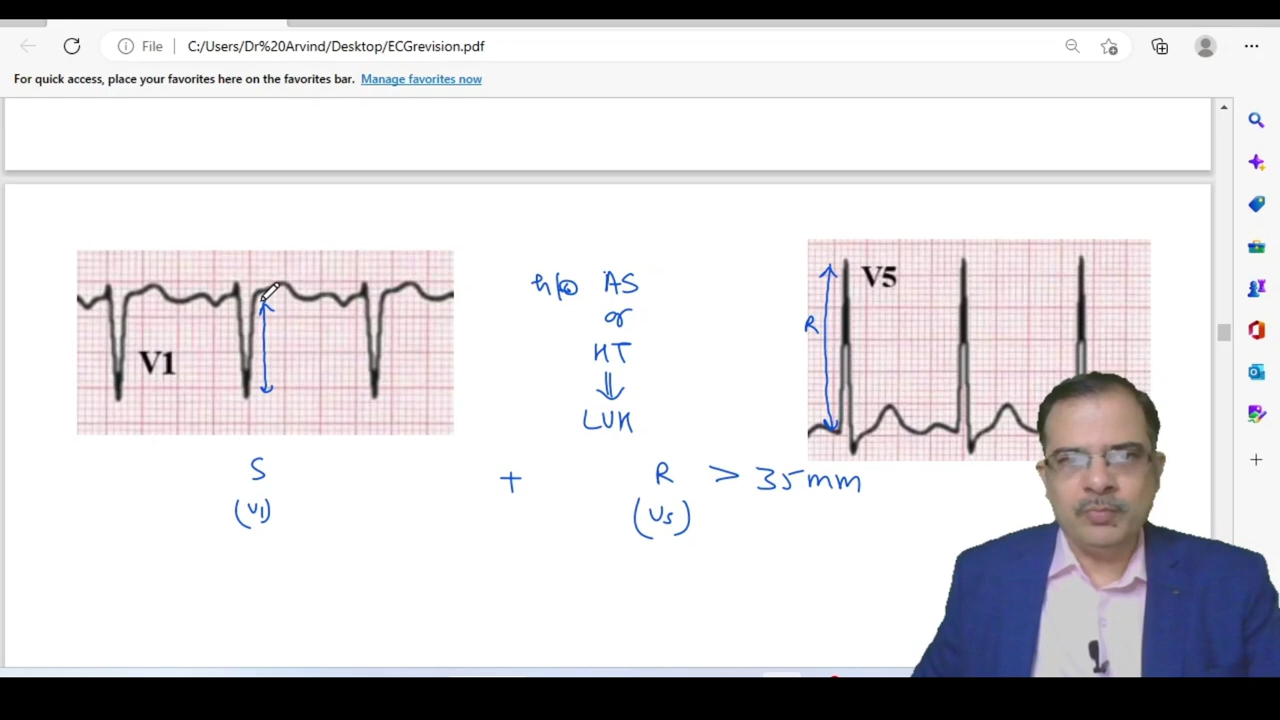 File
C:/Users/Dr%20Arvind/Desktop/ECGrevision.pdf
For quick access, place your favorites here on the favorites bar. Manage favorites now
V1
AS
or
HT
LVH
V5
R
S + R > 35mm
(V1) (V5)